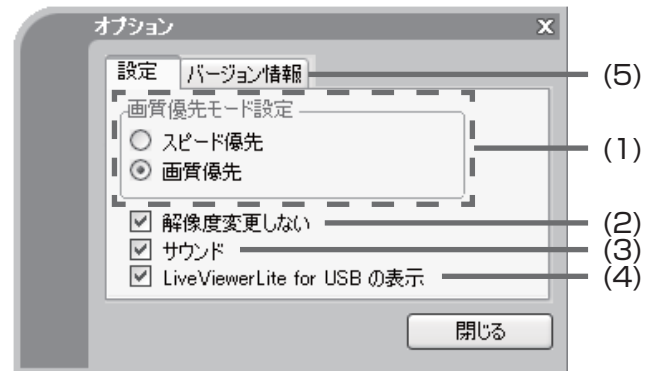 オプション x
設定 バージョン情報 (5)
画質優先モード設定
スピード優先 (1)
画質優先
解像度変更しない (2)
サウンド (3)
LiveViewerLite for USB の表示 (4)
閉じる